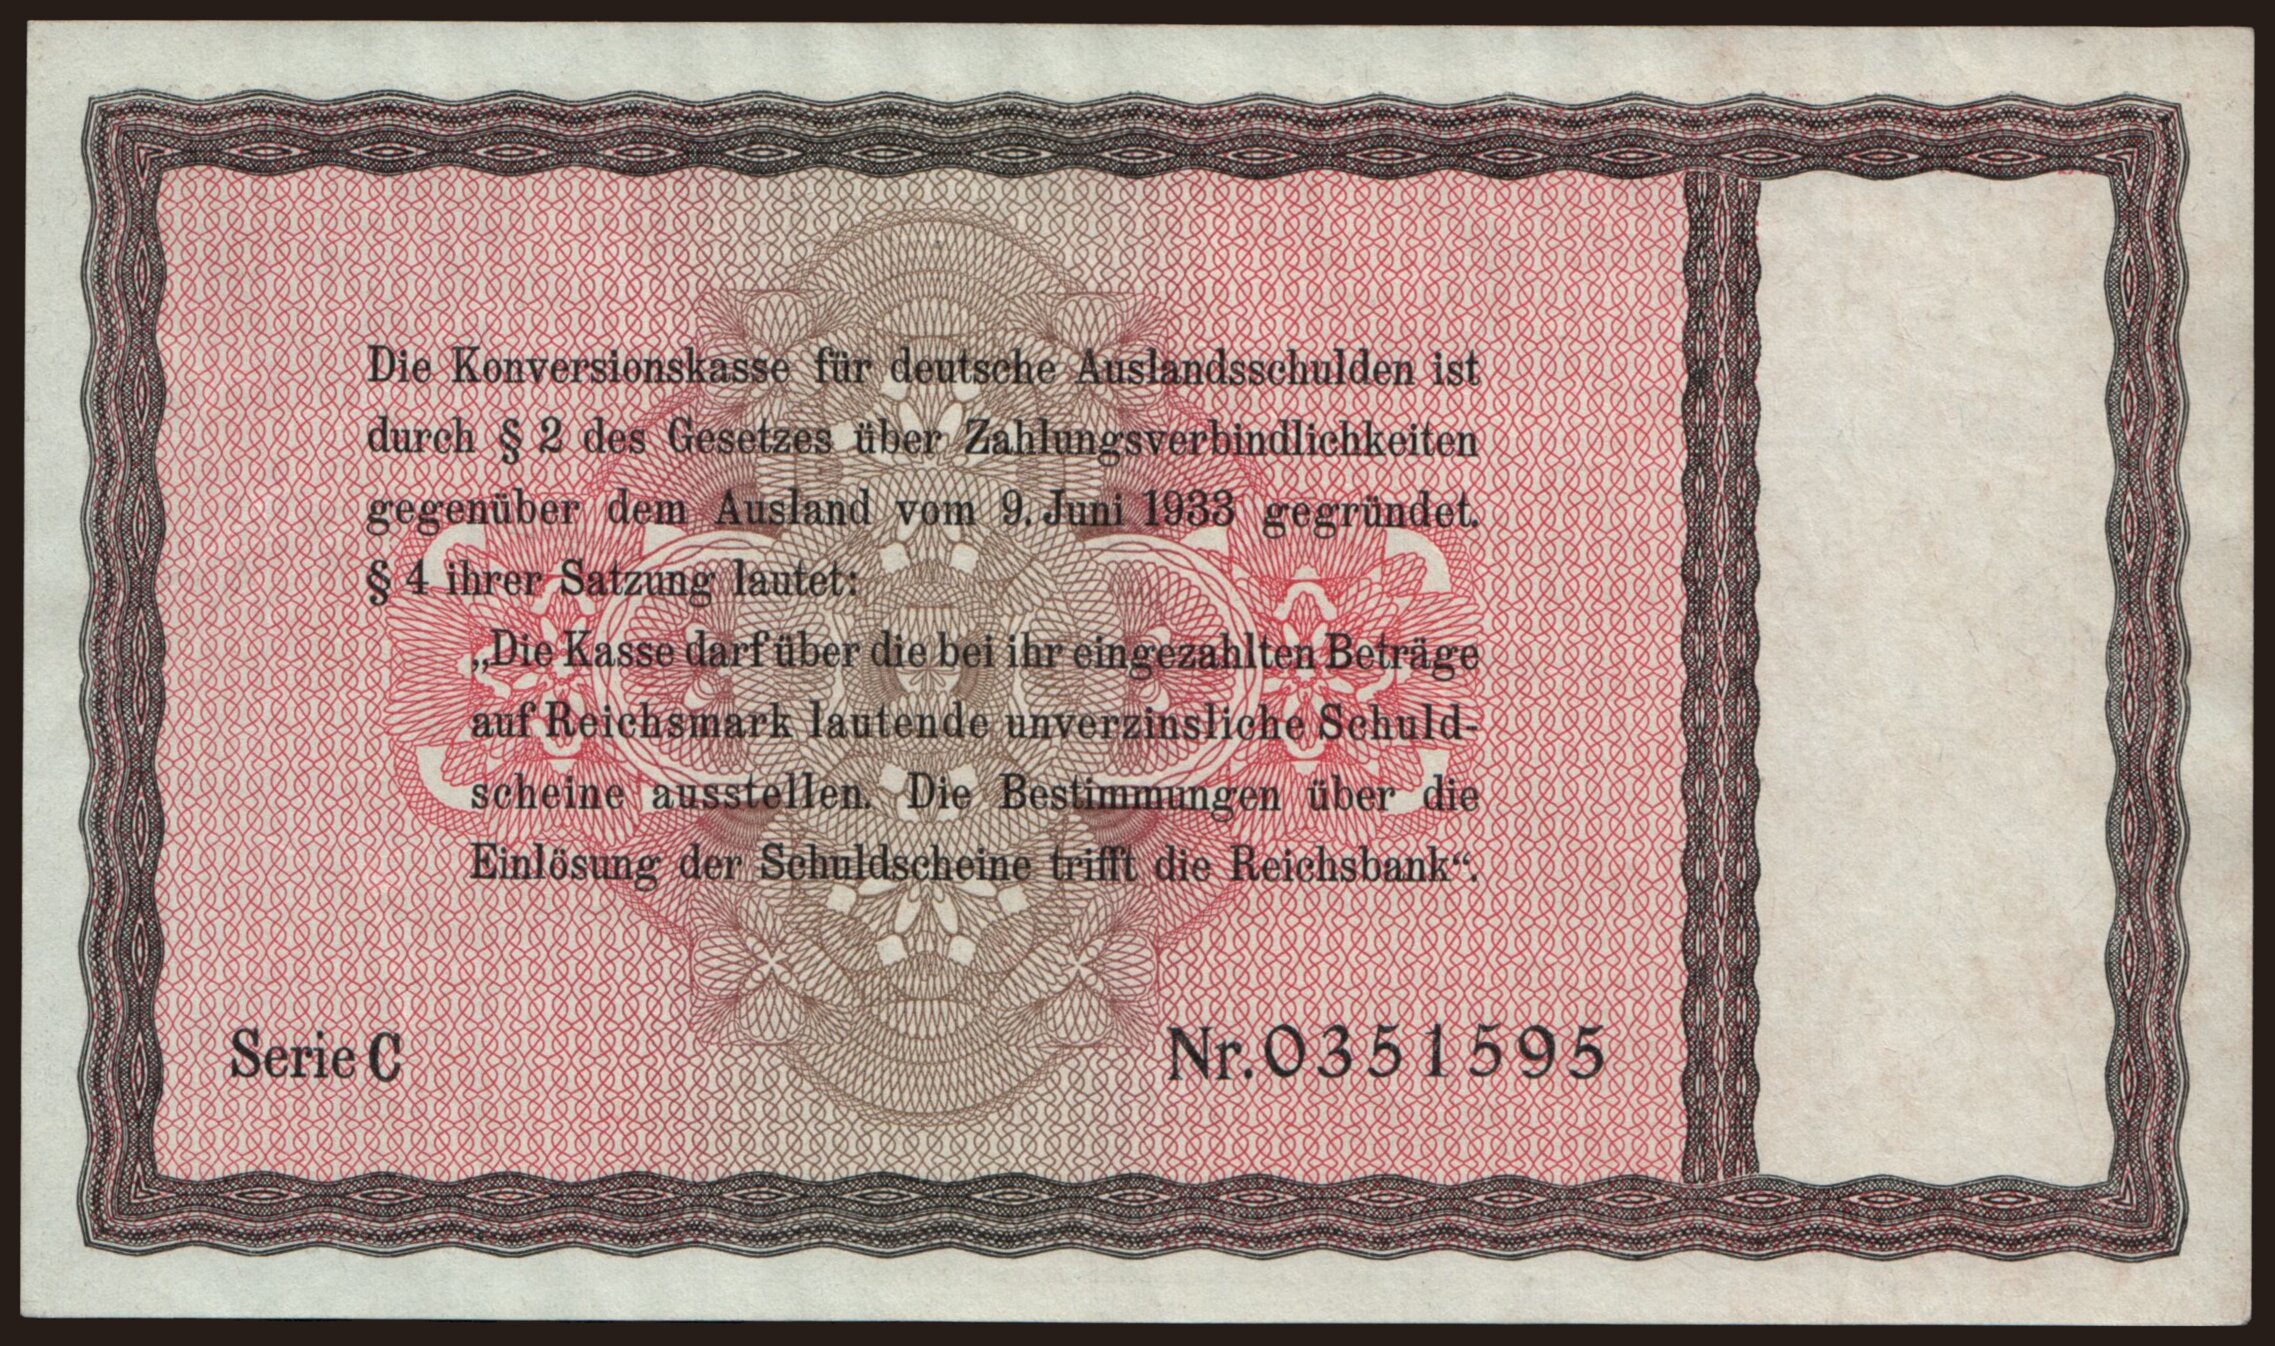 Die Konversionskasse für deutsche Auslandsschulden ist
durch § 2 des Gesetzes über Zahlungsverbindlichkeiten
gegenüber dem Ausland vom 9. Juni 1933 gegründet.
§ 4 ihrer Satzung lautet:
„Die Kasse darf über die bei ihr eingezahlten Beträge
auf Reichsmark lautende unverzinsliche Schuld-
scheine ausstellen. Die Bestimmungen über die
Einlösung der Schuldscheine trifft die Reichsbank“.
Serie C Nr. 0351595